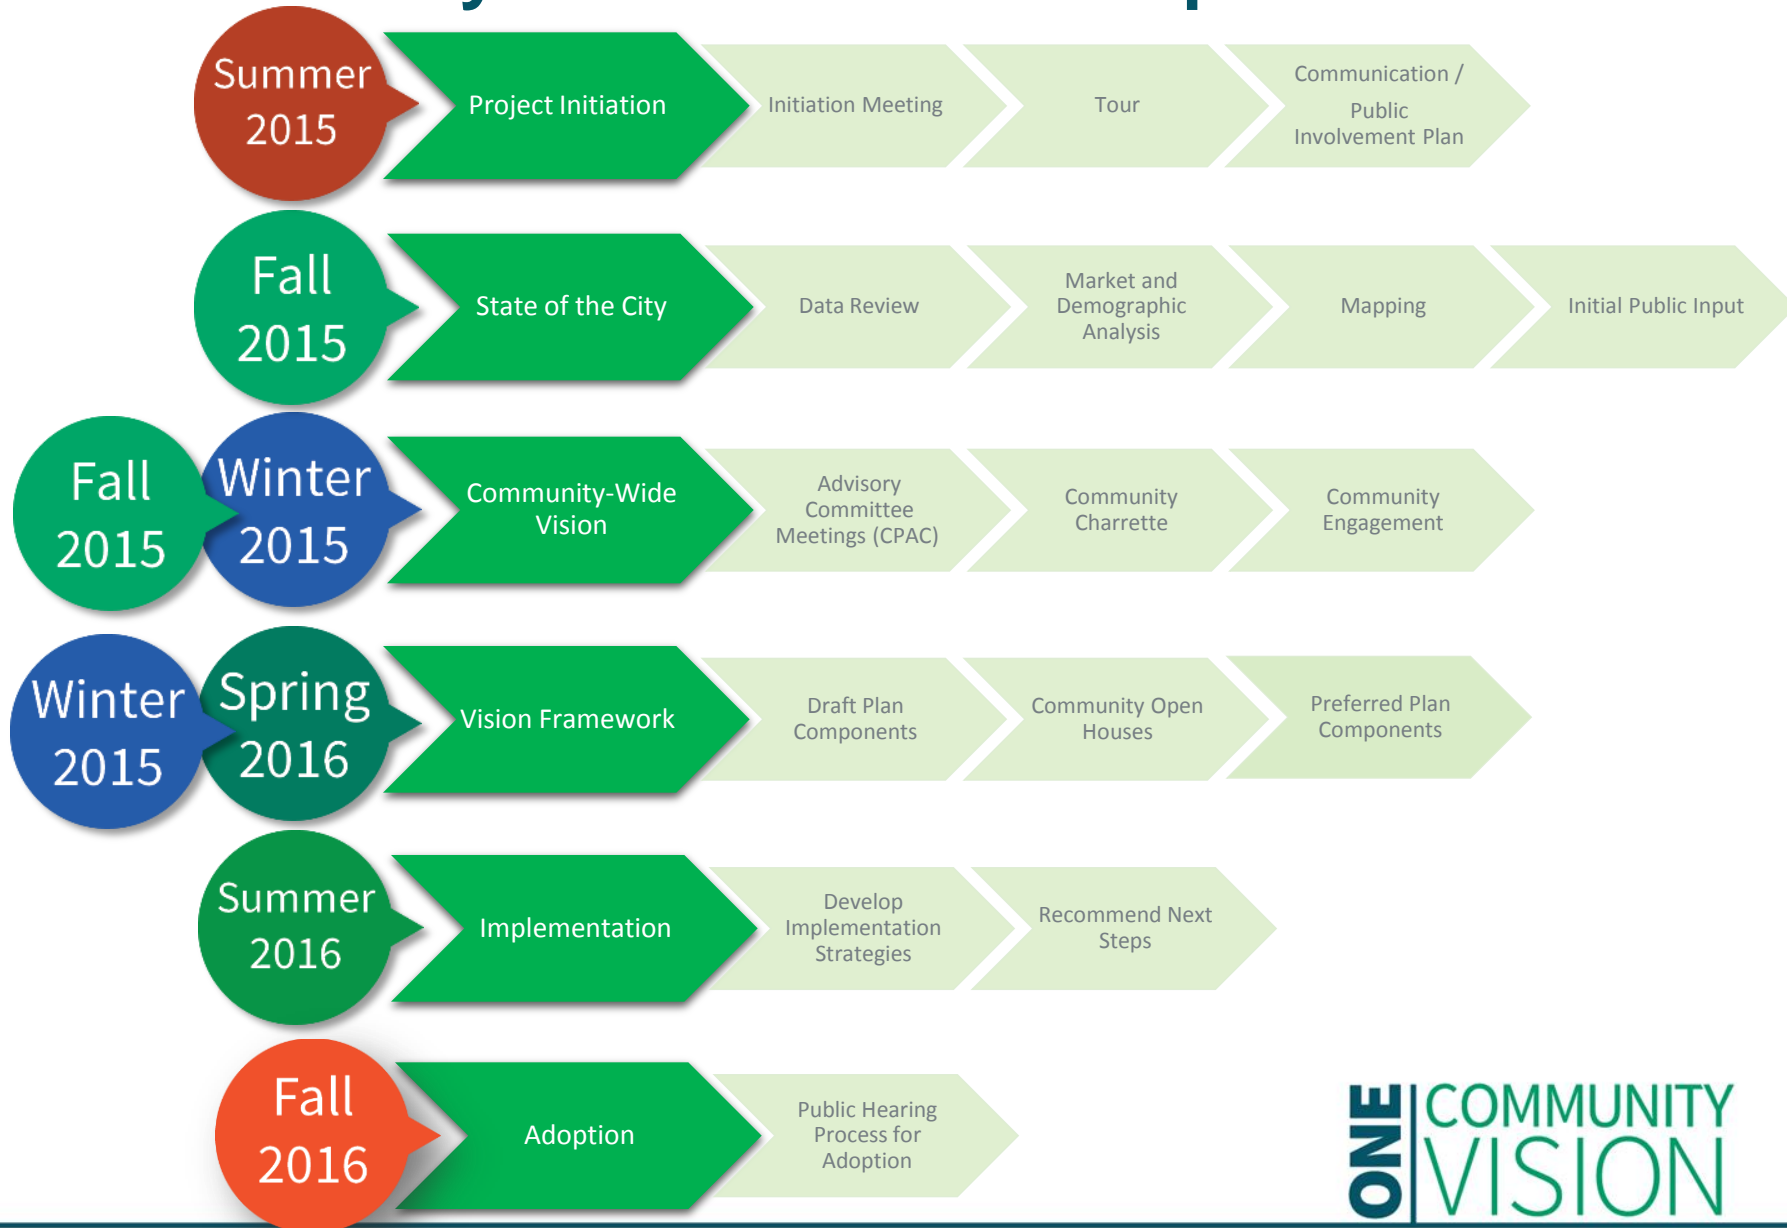 Summer
2015
Project Initiation
Initiation Meeting
Tour
Communication /
Public
Involvement Plan
Fall
2015
State of the City
Data Review
Market and
Demographic
Analysis
Mapping
Initial Public Input
Fall
2015
Winter
2015
Community-Wide
Vision
Advisory
Committee
Meetings (CPAC)
Community
Charrette
Community
Engagement
Winter
2015
Spring
2016
Vision Framework
Draft Plan
Components
Community Open
Houses
Preferred Plan
Components
Summer
2016
Implementation
Develop
Implementation
Strategies
Recommend Next
Steps
Fall
2016
Adoption
Public Hearing
Process for
Adoption
ONE
COMMUNITY
VISION